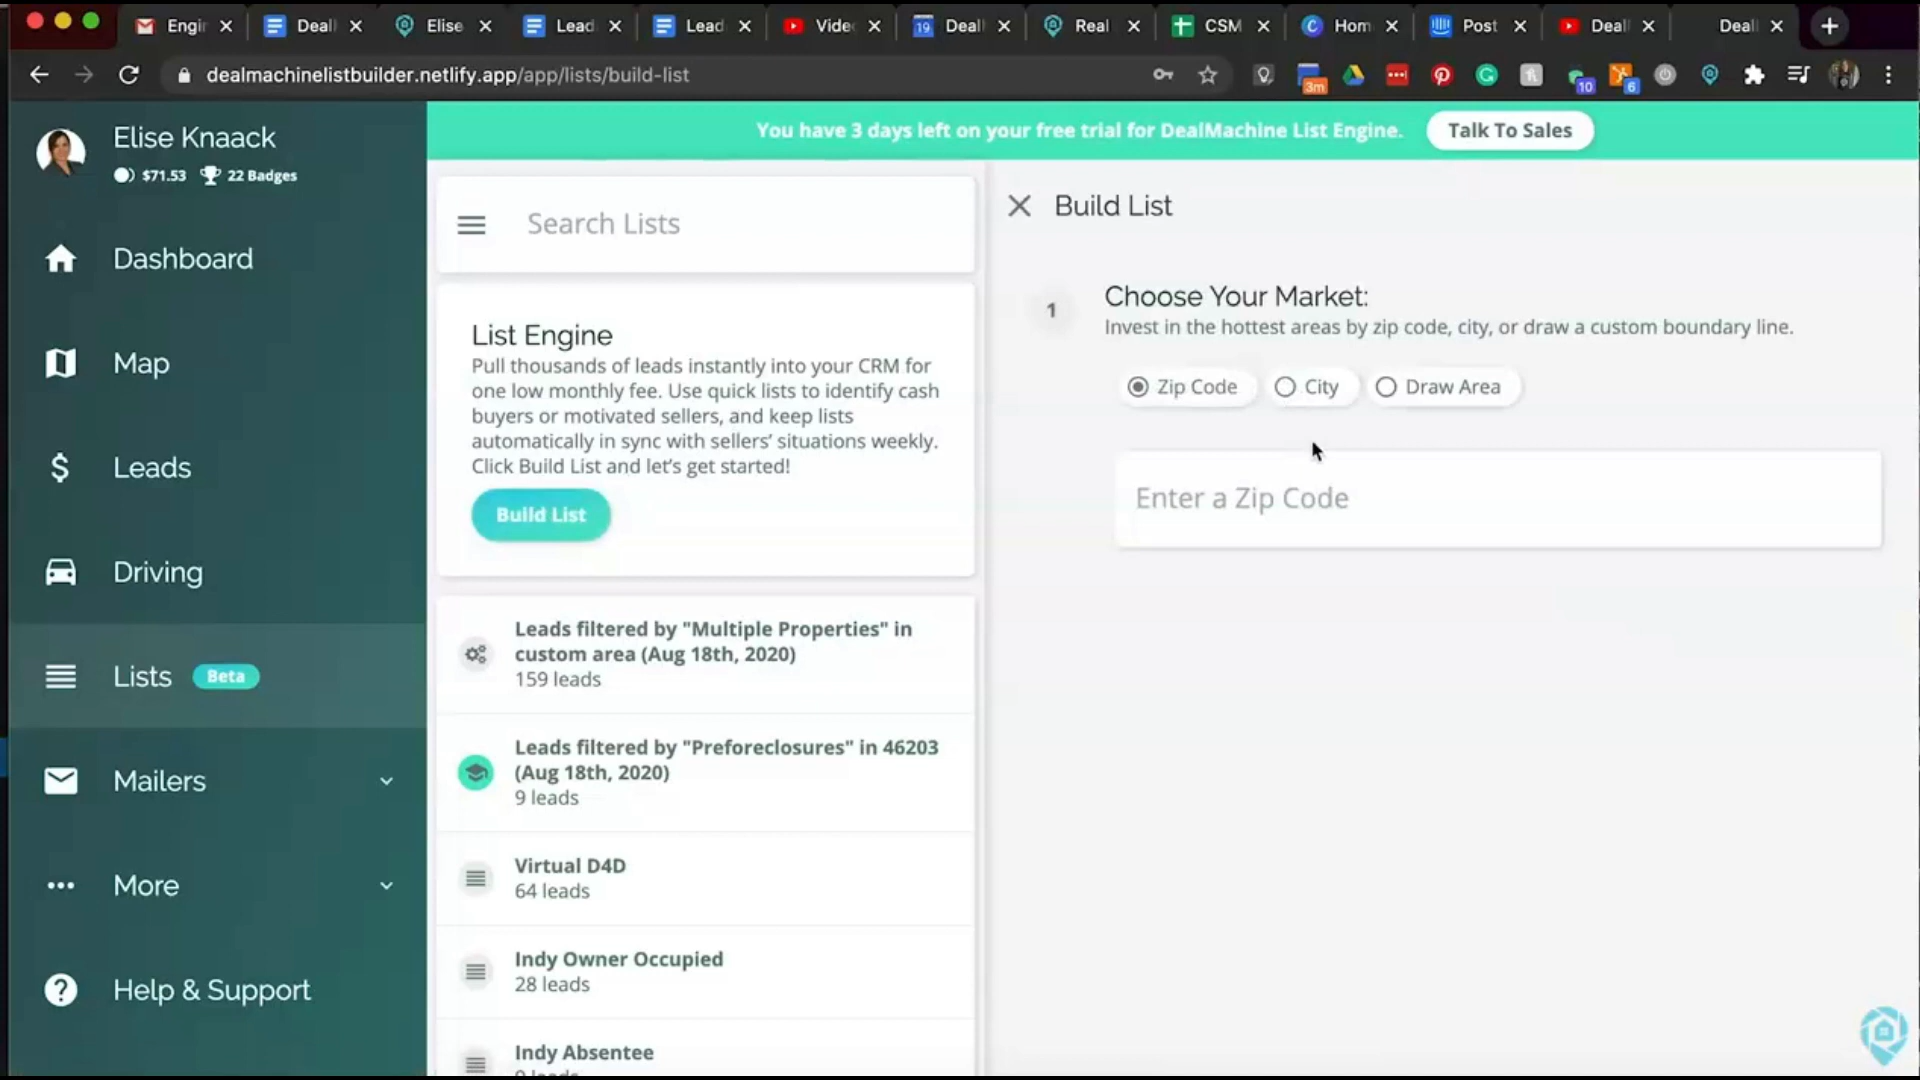 Engir
Deal
Elise
Lead
Lead
Vide
19
Deal
Real
CSM
Hom
Post
Deal
Deal
dealmachinelistbuilder.netlify.app/app/lists/build-list
3m
10
6
Elise Knaack
$71.53 22 Badges
Dashboard
Map
Leads
Driving
Lists Beta
Mailers
More
Help & Support
You have 3 days left on your free trial for DealMachine List Engine. Talk To Sales
Search Lists
List Engine
Pull thousands of leads instantly into your CRM for
one low monthly fee. Use quick lists to identify cash
buyers or motivated sellers, and keep lists
automatically in sync with sellers' situations weekly.
Click Build List and let's get started!
Build List
Leads filtered by "Multiple Properties" in
custom area (Aug 18th, 2020)
159 leads
Leads filtered by "Preforeclosures" in 46203
(Aug 18th, 2020)
9 leads
Virtual D4D
64 leads
Indy Owner Occupied
28 leads
Indy Absentee
Build List
1
Choose Your Market:
Invest in the hottest areas by zip code, city, or draw a custom boundary line.
Zip Code City Draw Area
Enter a Zip Code